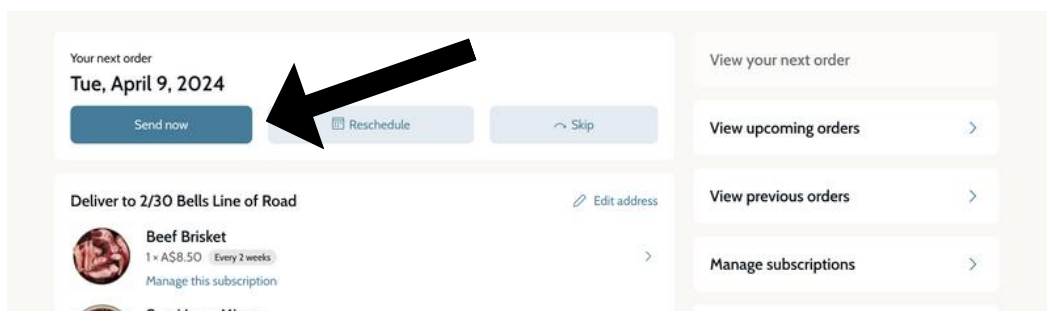 Your next order
Tue, April 9, 2024
Send now
Reschedule
Skip
Deliver to 2/30 Bells Line of Road
Edit address
Beef Brisket
1 × A$8.50 Every 2 weeks
Manage this subscription
View your next order
View upcoming orders
View previous orders
Manage subscriptions